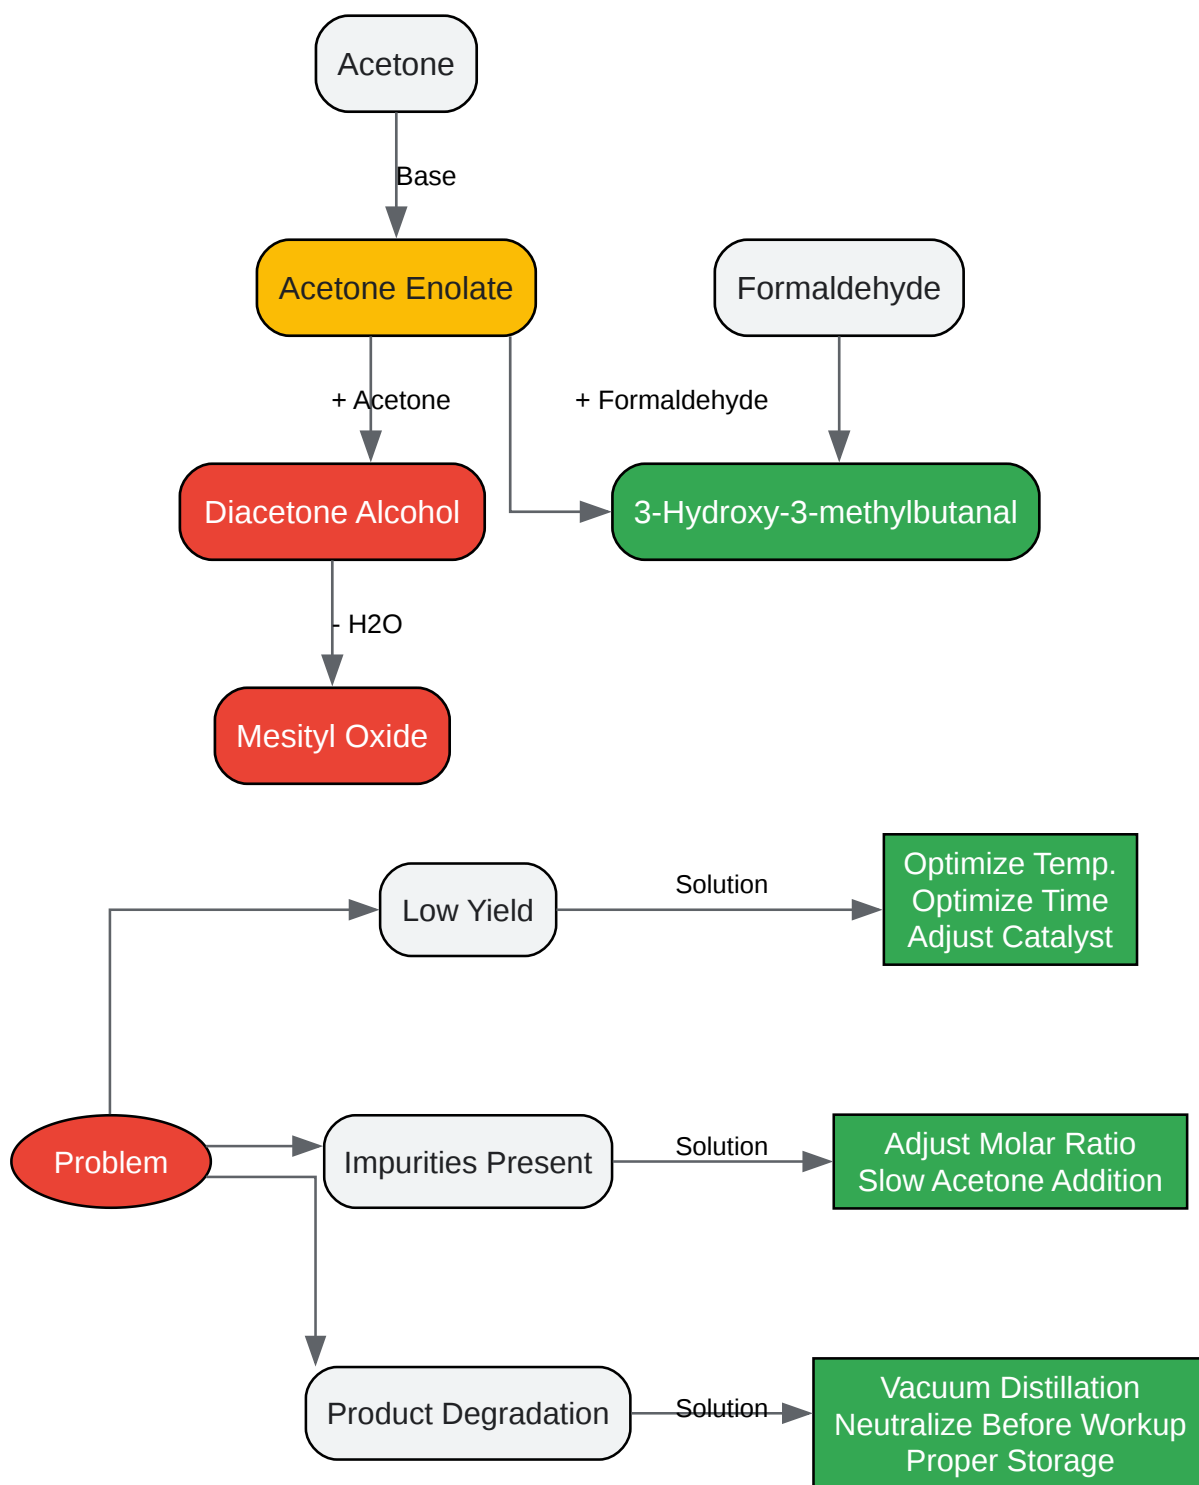 Acetone
Base
Acetone Enolate
Formaldehyde
+ Acetone
+ Formaldehyde
Diacetone Alcohol
3-Hydroxy-3-methylbutanal
- H2O
Mesityl Oxide
Low Yield
Solution
Optimize Temp.
Optimize Time
Adjust Catalyst
Problem
Impurities Present
Solution
Adjust Molar Ratio
Slow Acetone Addition
Product Degradation
Solution
Vacuum Distillation
Neutralize Before Workup
Proper Storage